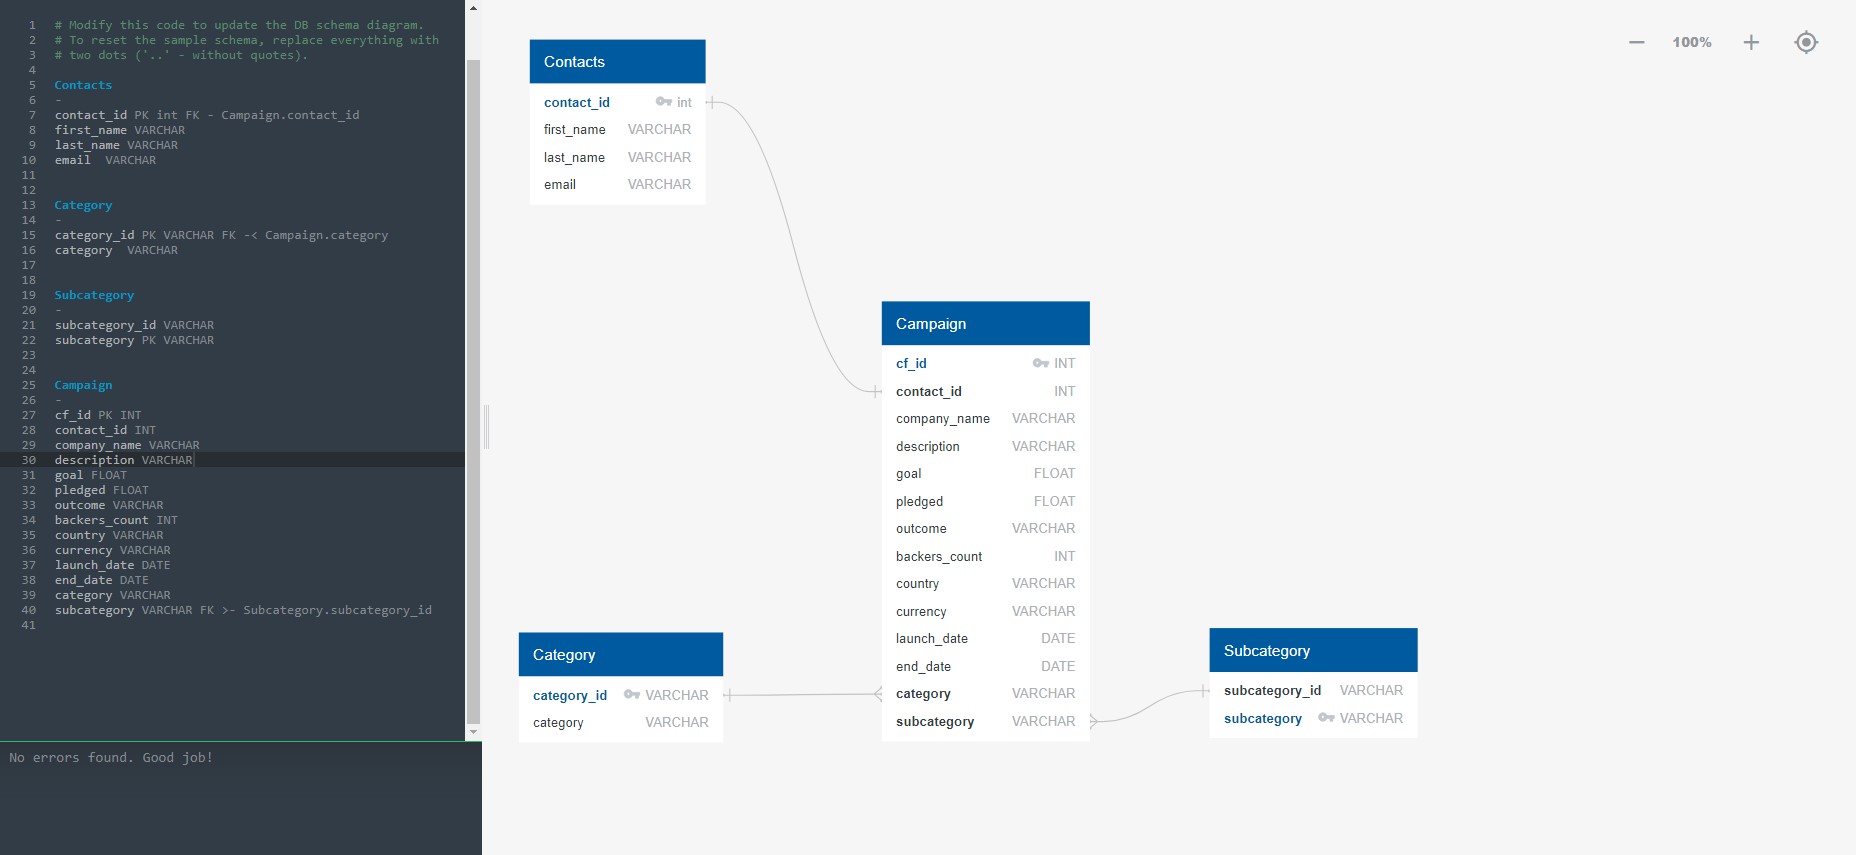 1 # Modify this code to update the DB schema diagram.
2 # To reset the sample schema, replace everything with
3 # two dots ('..' - without quotes).
4
5 Contacts
6 -
7 contact_id PK int FK - Campaign.contact_id
8 first_name VARCHAR
9 last_name VARCHAR
10 email  VARCHAR
11
12
13 Category
14 -
15 category_id PK VARCHAR FK -< Campaign.category
16 category  VARCHAR
17
18
19 Subcategory
20 -
21 subcategory_id VARCHAR
22 subcategory PK VARCHAR
23
24
25 Campaign
26 -
27 cf_id PK INT
28 contact_id INT
29 company_name VARCHAR
30 description VARCHAR
31 goal FLOAT
32 pledged FLOAT
33 outcome VARCHAR
34 backers_count INT
35 country VARCHAR
36 currency VARCHAR
37 launch_date DATE
38 end_date DATE
39 category VARCHAR
40 subcategory VARCHAR FK >- Subcategory.subcategory_id
41
No errors found. Good job!
100%
Contacts
contact_id int
first_name VARCHAR
last_name VARCHAR
email VARCHAR
Campaign
cf_id INT
contact_id INT
company_name VARCHAR
description VARCHAR
goal FLOAT
pledged FLOAT
outcome VARCHAR
backers_count INT
country VARCHAR
currency VARCHAR
launch_date DATE
end_date DATE
category VARCHAR
subcategory VARCHAR
Category
category_id VARCHAR
category VARCHAR
Subcategory
subcategory_id VARCHAR
subcategory VARCHAR